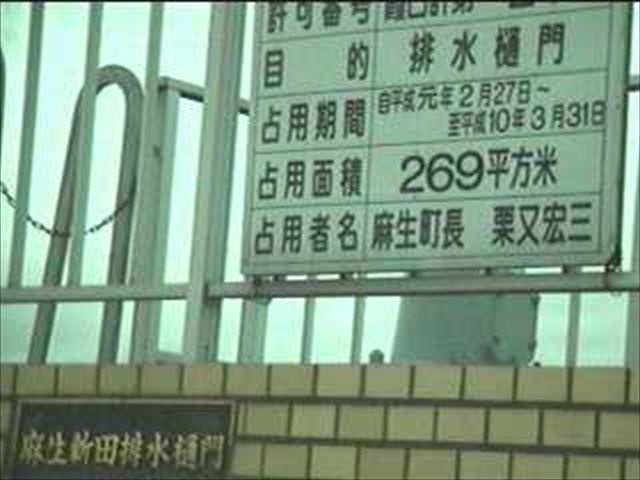 許可番号
目的 排水樋門
占用期間 自平成元年2月27日~
至平成10年3月31日
占用面積 269平方米
占用者名 麻生町長 栗又宏三
麻生新田排水樋門